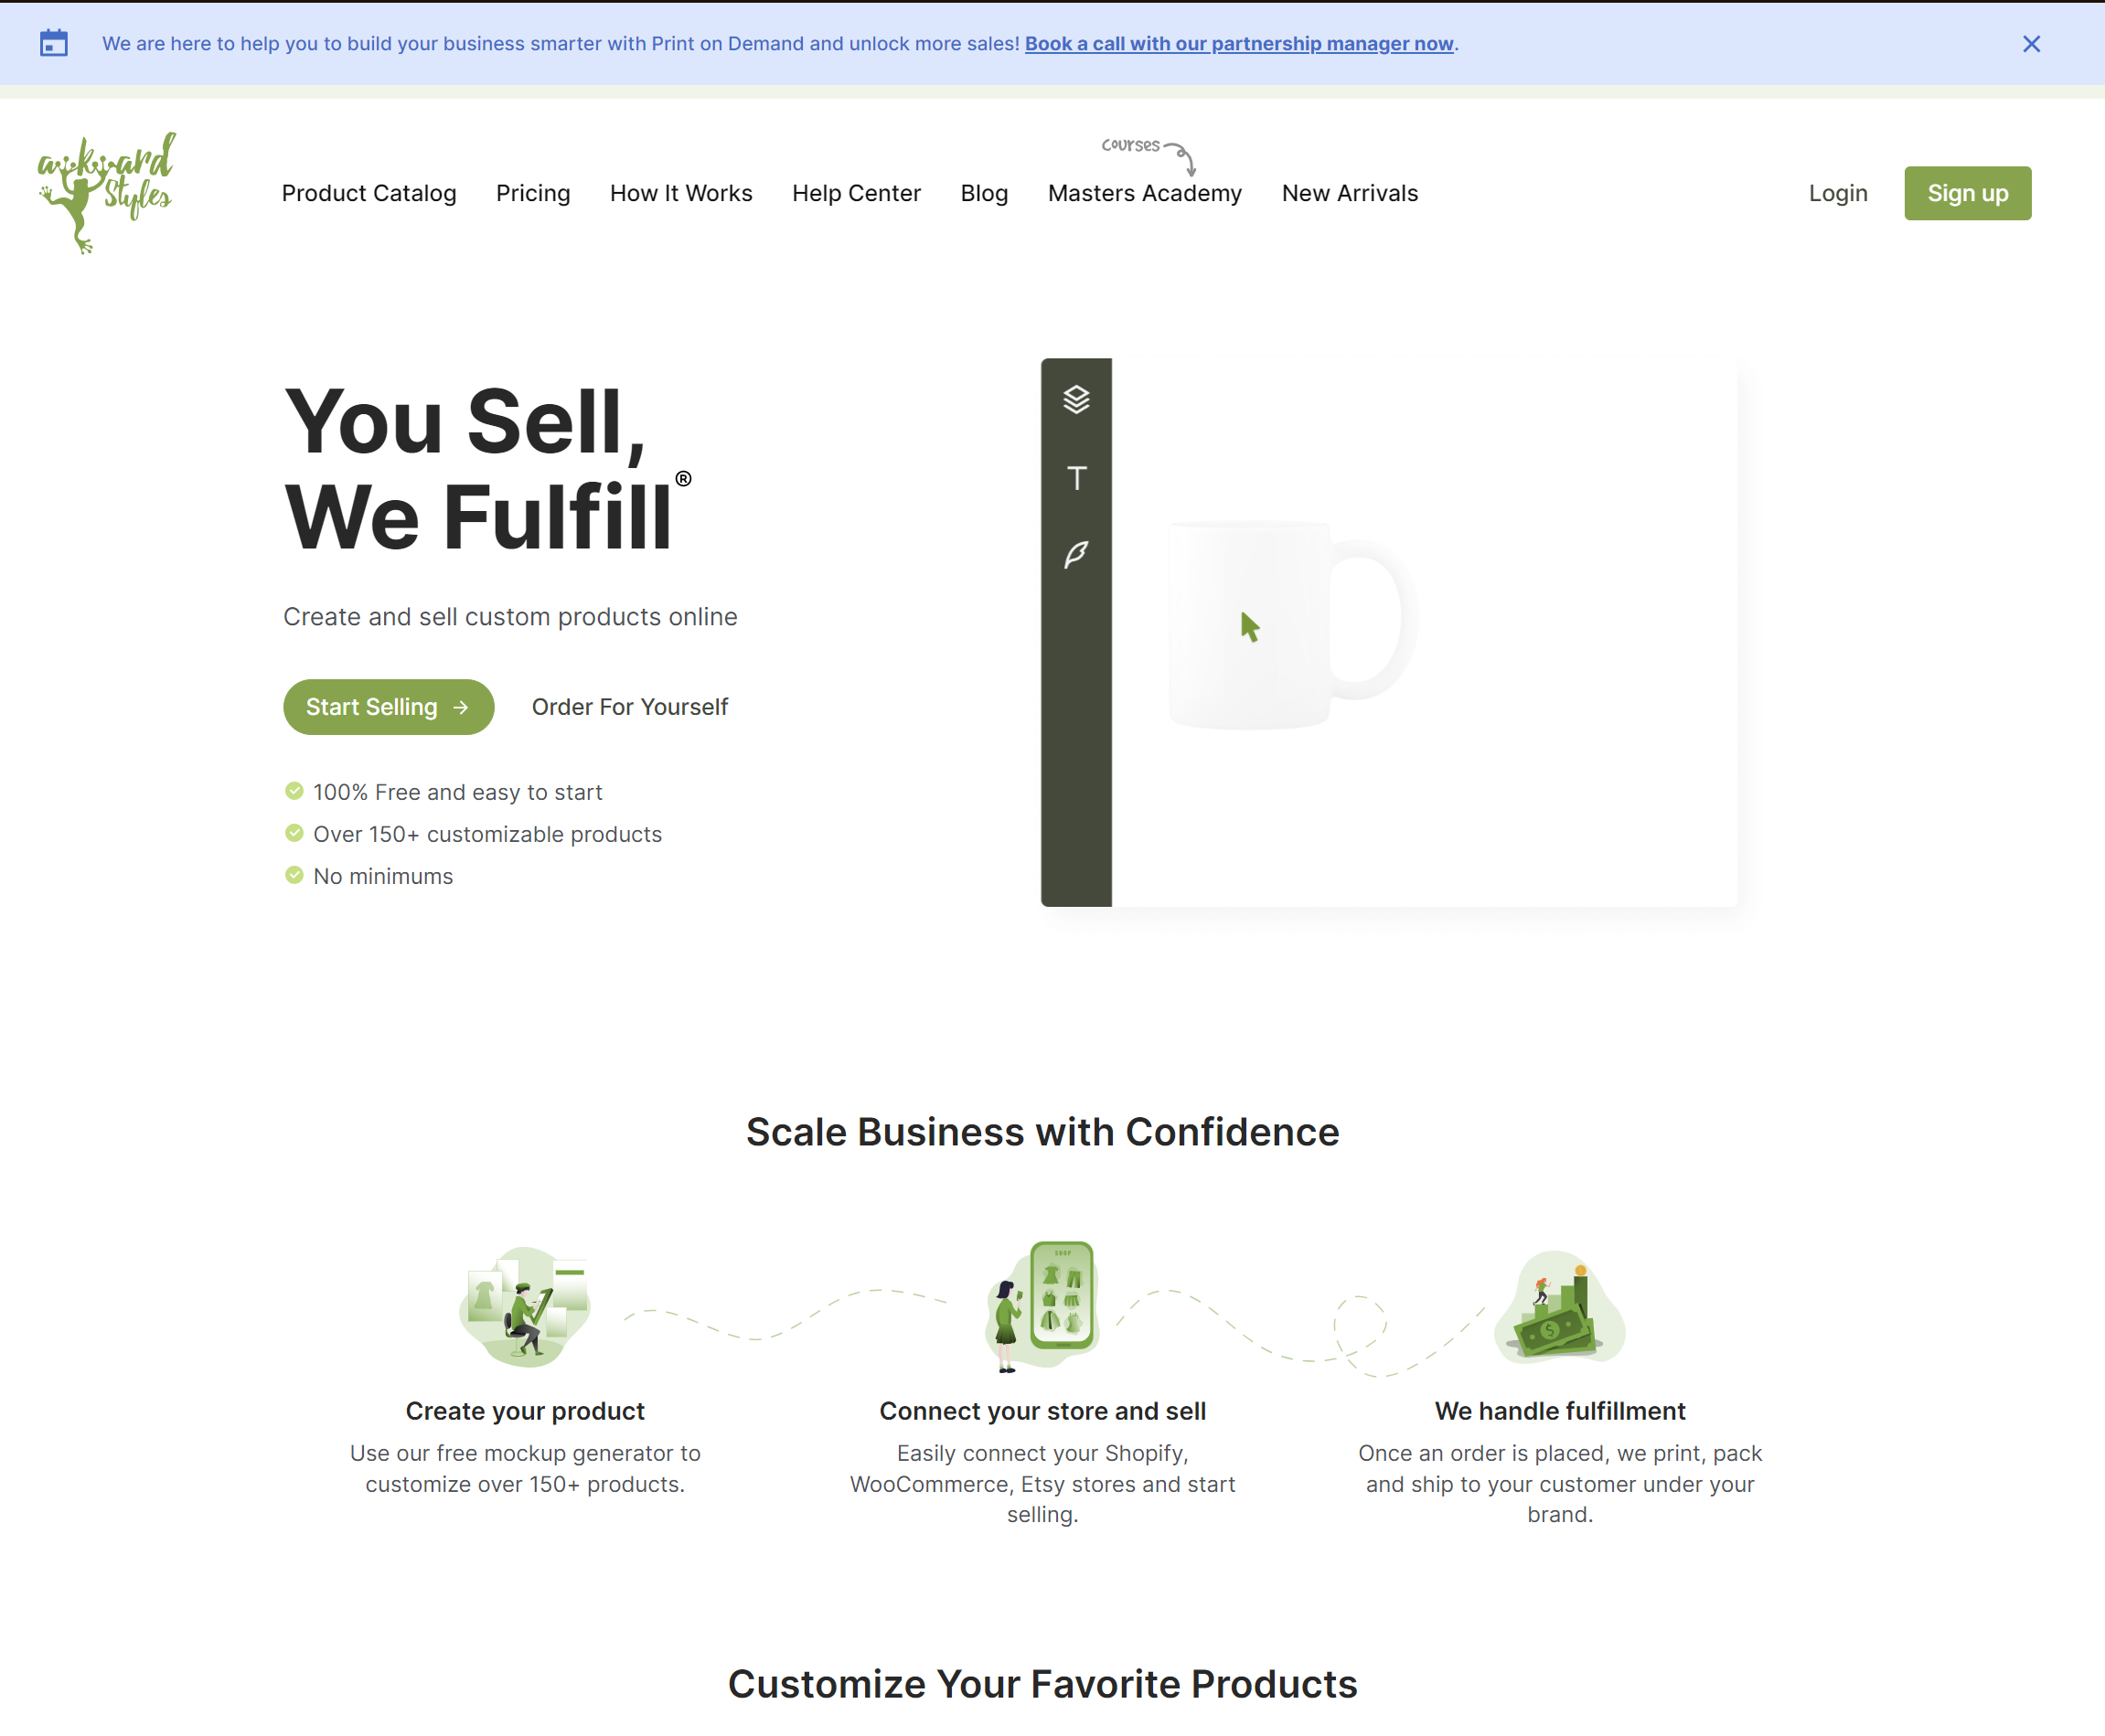 We are here to help you to build your business smarter with Print on Demand and unlock more sales! Book a call with our partnership manager now.
awkward
Styles
Courses
Product Catalog Pricing How It Works Help Center Blog Masters Academy New Arrivals Login Sign up
You Sell,
We Fulfill®
Create and sell custom products online
Start Selling → Order For Yourself
100% Free and easy to start
Over 150+ customizable products
No minimums
T
Scale Business with Confidence
SHOP
$
Create your product
Use our free mockup generator to
customize over 150+ products.
Connect your store and sell
Easily connect your Shopify,
WooCommerce, Etsy stores and start
selling.
We handle fulfillment
Once an order is placed, we print, pack
and ship to your customer under your
brand.
Customize Your Favorite Products